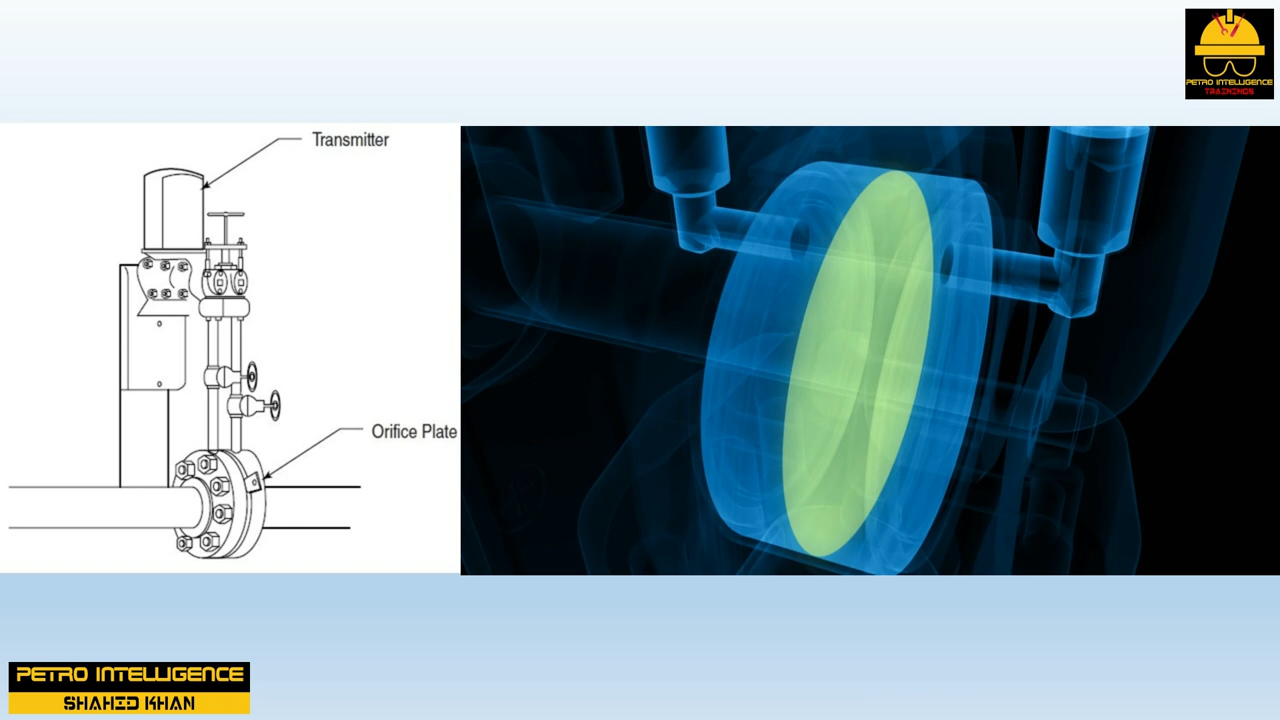 PETRO INTELLIGENCE
TRAININGS
Transmitter
Orifice Plate
PETRO INTELLIGENCE
SHAHID KHAN